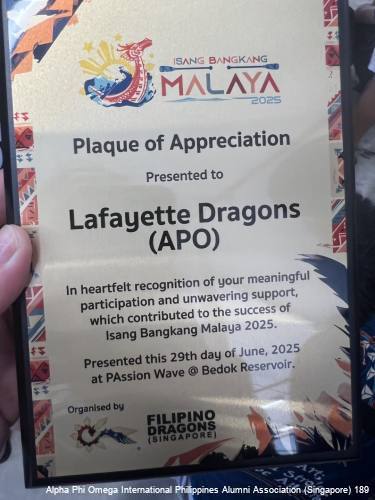 ISANG BANGKANG
MALAYA
2025
Plaque of Appreciation
Presented to
Lafayette Dragons
(APO)
In heartfelt recognition of your meaningful
participation and unwavering support,
which contributed to the success of
Isang Bangkang Malaya 2025.
Presented this 29th day of June, 2025
at PAssion Wave @ Bedok Reservoir.
Organised by
FILIPINO
DRAGONS
(SINGAPORE)
Alpha Phi Omega International Philippines Alumni Association (Singapore) 189